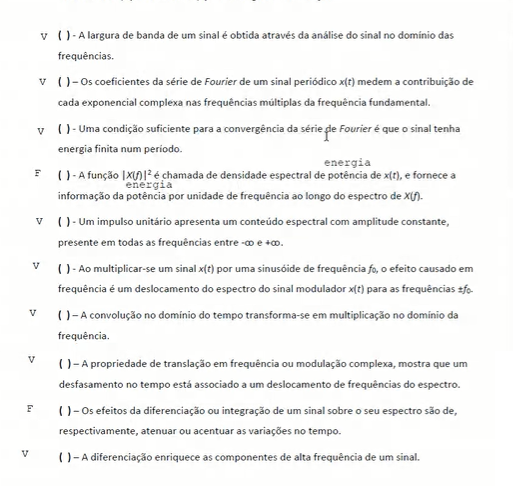 V ( ) - A largura de banda de um sinal é obtida através da análise do sinal no domínio das
frequências.
V ( ) – Os coeficientes da série de Fourier de um sinal periódico x(t) medem a contribuição de
cada exponencial complexa nas frequências múltiplas da frequência fundamental.
V ( ) - Uma condição suficiente para a convergência da série de Fourier é que o sinal tenha
energia finita num período.
energia
F ( ) - A função |X(f)|² é chamada de densidade espectral de potência de x(t), e fornece a
energia
informação da potência por unidade de frequência ao longo do espectro de X(f).
V ( ) - Um impulso unitário apresenta um conteúdo espectral com amplitude constante,
presente em todas as frequências entre -∞ e +∞.
V ( ) - Ao multiplicar-se um sinal x(t) por uma sinusóide de frequência f₀, o efeito causado em
frequência é um deslocamento do espectro do sinal modulador x(t) para as frequências ±f₀.
V ( ) – A convolução no domínio do tempo transforma-se em multiplicação no domínio da
frequência.
V ( ) – A propriedade de translação em frequência ou modulação complexa, mostra que um
desfasamento no tempo está associado a um deslocamento de frequências do espectro.
F ( ) – Os efeitos da diferenciação ou integração de um sinal sobre o seu espectro são de,
respectivamente, atenuar ou acentuar as variações no tempo.
V ( ) – A diferenciação enriquece as componentes de alta frequência de um sinal.